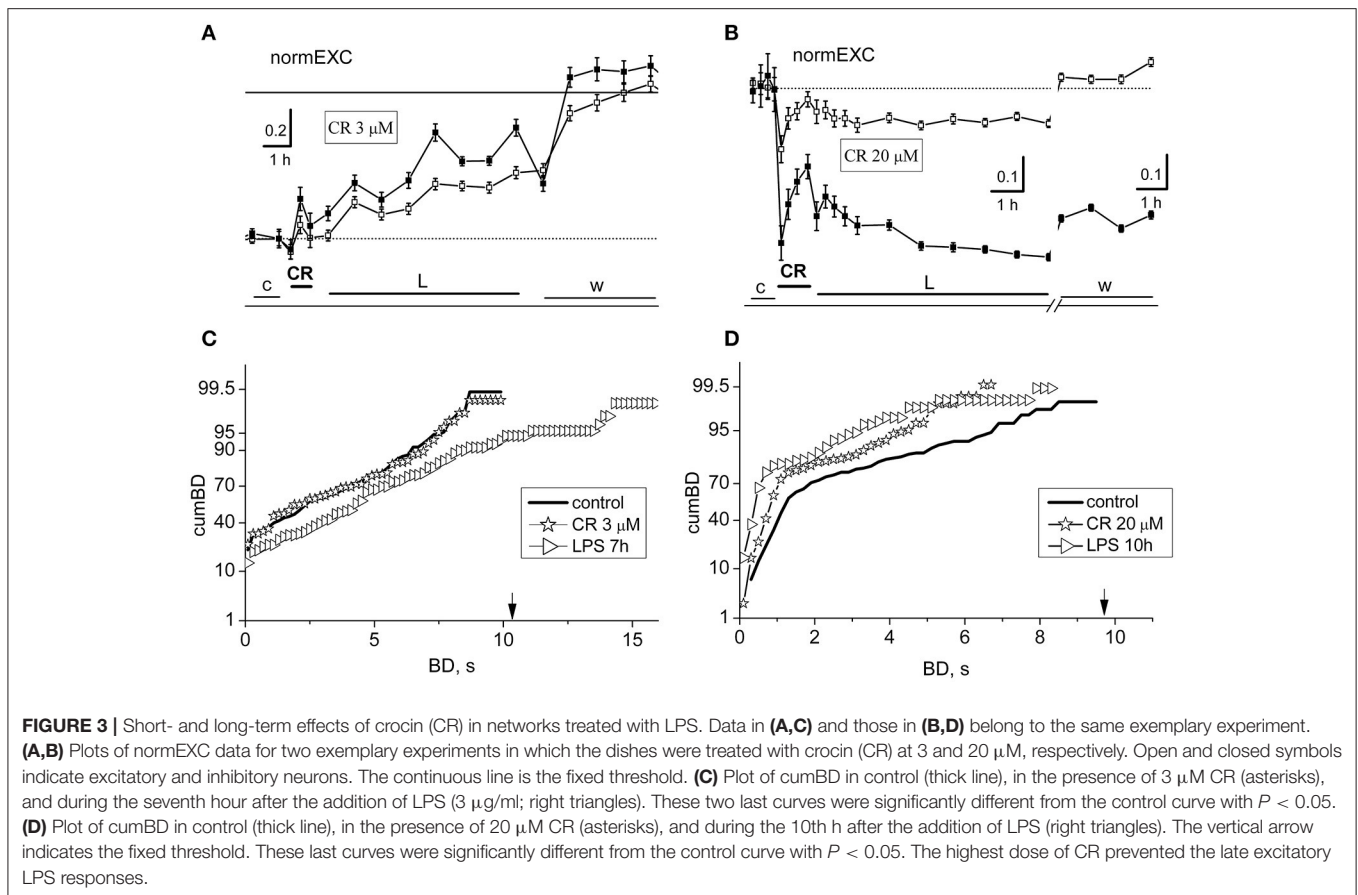 A
normEXC
CR 3 μM
0.2
1 h
c
CR
L
w
B
normEXC
CR 20 μM
0.1
1 h
0.1
1 h
c
CR
L
w
C
99.5
95
90
70
40
10
1
cumBD
control
CR 3 μM
LPS 7h
0
5
10
15
BD, s
D
99.5
95
70
40
10
1
cumBD
control
CR 20 μM
LPS 10h
0
2
4
6
8
10
BD, s
FIGURE 3 | Short- and long-term effects of crocin (CR) in networks treated with LPS. Data in (A,C) and those in (B,D) belong to the same exemplary experiment.
(A,B) Plots of normEXC data for two exemplary experiments in which the dishes were treated with crocin (CR) at 3 and 20 μM, respectively. Open and closed symbols
indicate excitatory and inhibitory neurons. The continuous line is the fixed threshold. (C) Plot of cumBD in control (thick line), in the presence of 3 μM CR (asterisks),
and during the seventh hour after the addition of LPS (3 μg/ml; right triangles). These two last curves were significantly different from the control curve with P < 0.05.
(D) Plot of cumBD in control (thick line), in the presence of 20 μM CR (asterisks), and during the 10th h after the addition of LPS (right triangles). The vertical arrow
indicates the fixed threshold. These last curves were significantly different from the control curve with P < 0.05. The highest dose of CR prevented the late excitatory
LPS responses.